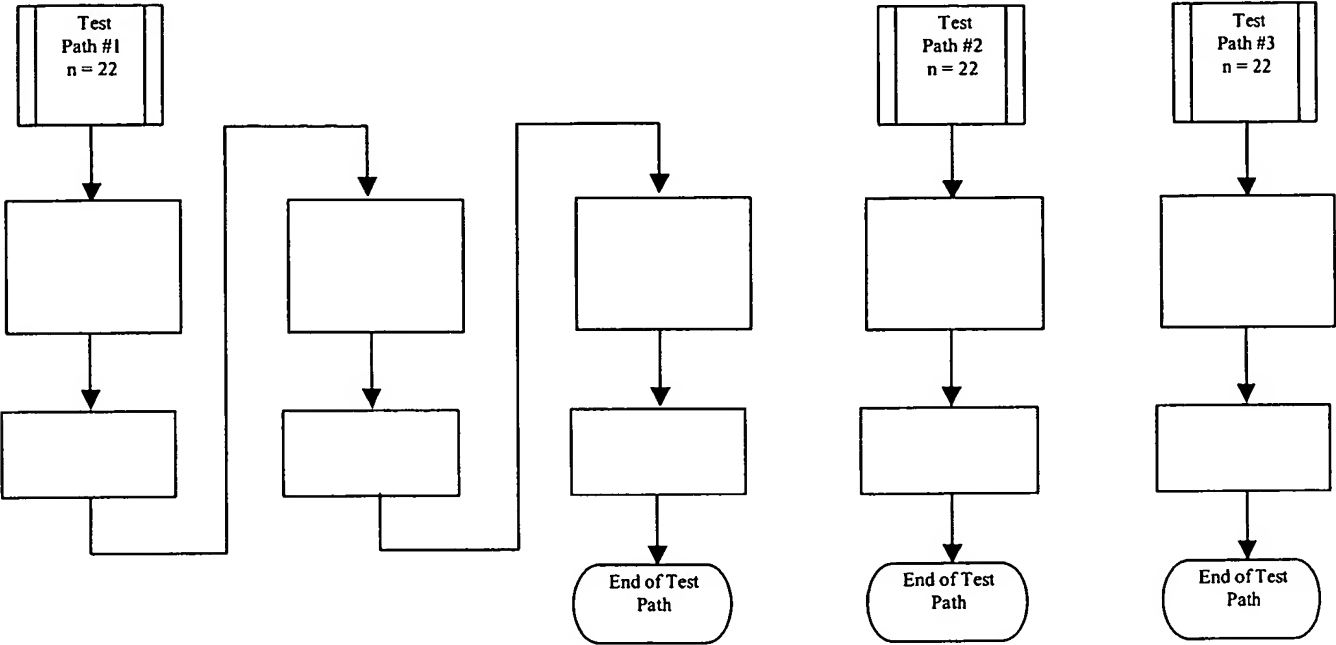 Test
Path #1
n = 22
Test
Path #2
n = 22
Test
Path #3
n = 22
End of Test
Path
End of Test
Path
End of Test
Path